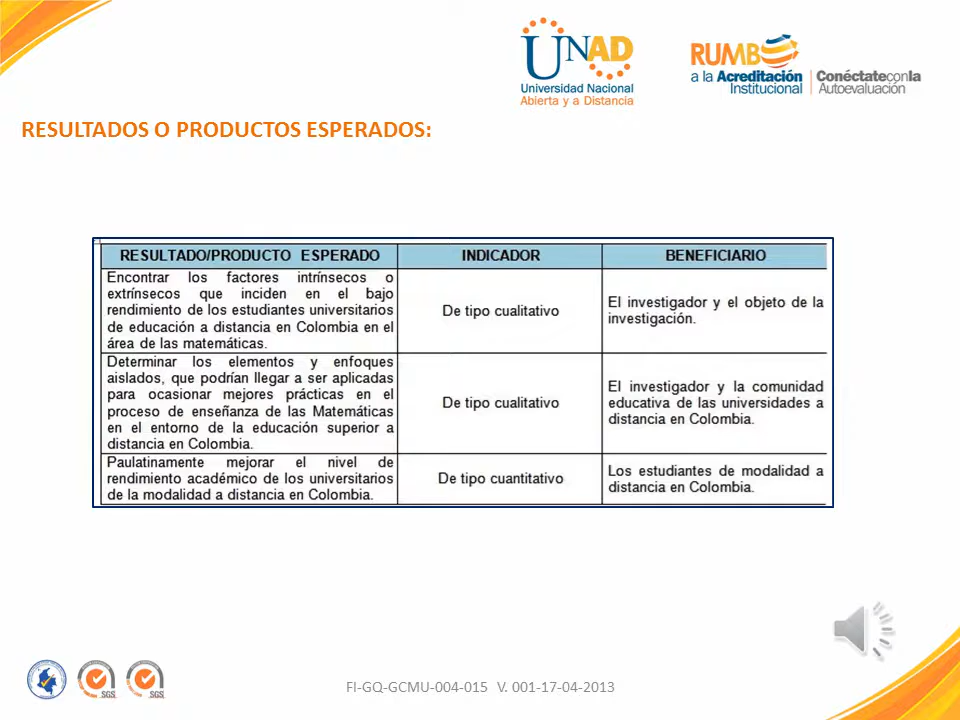 UNAD
Universidad Nacional
Abierta y a Distancia
RUMBO
a la Acreditación
Institucional
Conéctateconla
Autoevaluación
RESULTADOS O PRODUCTOS ESPERADOS:
RESULTADO/PRODUCTO ESPERADO
INDICADOR
BENEFICIARIO
Encontrar los factores intrínsecos o
extrínsecos que inciden en el bajo
rendimiento de los estudiantes universitarios
de educación a distancia en Colombia en el
área de las matemáticas.
De tipo cualitativo
El investigador y el objeto de la
investigación.
Determinar los elementos y enfoques
aislados, que podrían llegar a ser aplicadas
para ocasionar mejores prácticas en el
proceso de enseñanza de las Matemáticas
en el entorno de la educación superior a
distancia en Colombia.
De tipo cualitativo
El investigador y la comunidad
educativa de las universidades a
distancia en Colombia.
Paulatinamente mejorar el nivel de
rendimiento académico de los universitarios
de la modalidad a distancia en Colombia.
De tipo cuantitativo
Los estudiantes de modalidad a
distancia en Colombia.
SGS
SGS
FI-GQ-GCMU-004-015 V. 001-17-04-2013